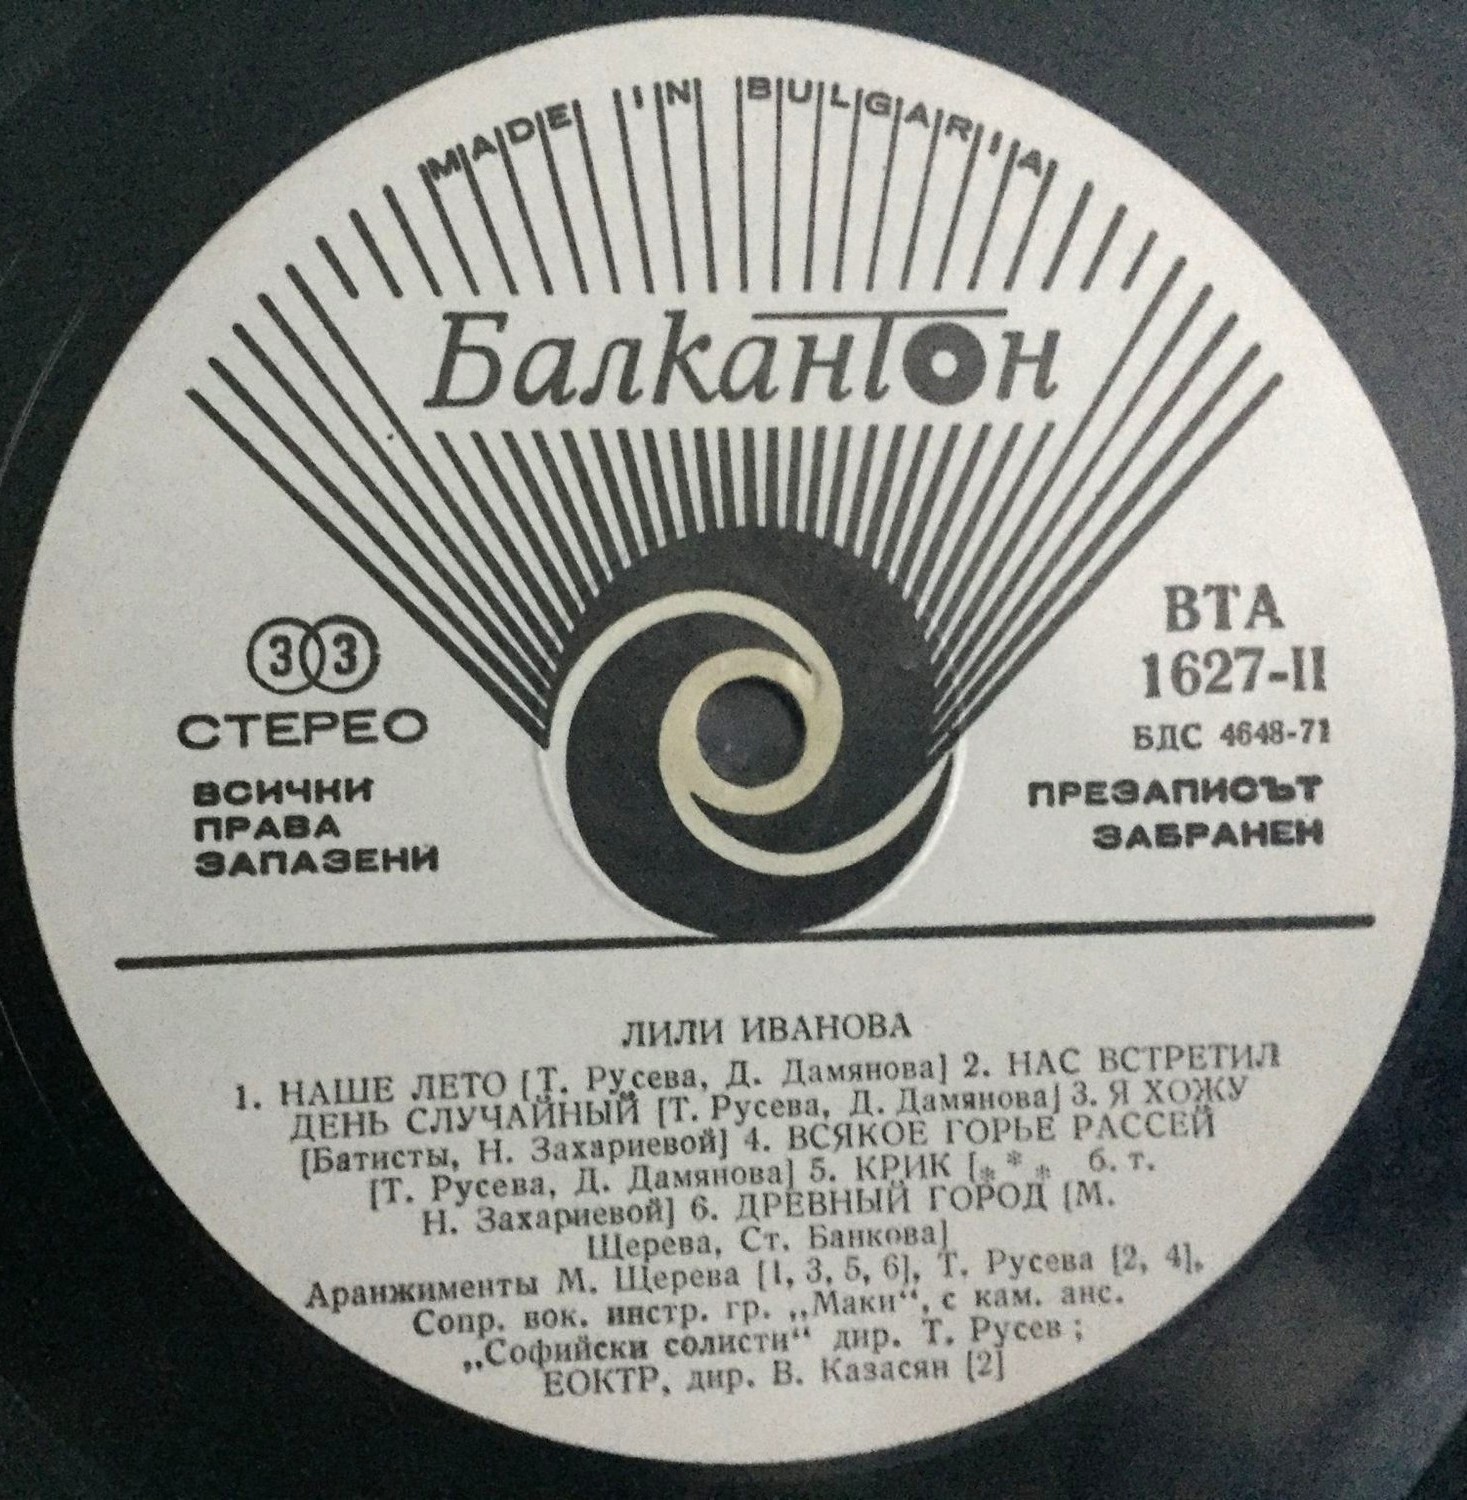 MADE IN BULGARIA
Балкантон
33
СТЕРЕО
ВСИЧКИ
ПРАВА
ЗАПАЗЕНИ
ВТА
1627-II
БДС 4648-71
ПРЕЗАПИСЪТ
ЗАБРАНЕН
ЛИЛИ ИВАНОВА
1. НАШЕ ЛЕТО [Т. Русева, Д. Дамянова] 2. НАС ВСТРЕТИЛ
ДЕНЬ СЛУЧАЙНЫЙ [Т. Русева, Д. Дамянова] 3. Я ХОЖУ
[Батисты, Н. Захариевой] 4. ВСЯКОЕ ГОРЬЕ РАССЕЙ
[Т. Русева, Д. Дамянова] 5. КРИК [* * * б. т.
Н. Захариевой] 6. ДРЕВНЫЙ ГОРОД [М.
Щерева, Ст. Банкова]
Аранжименты М. Щерева [1, 3, 5, 6], Т. Русева [2, 4],
Сопр. вок. инстр. гр. „Маки“, с кам. анс.
„Софийски солисти“ дир. Т. Русев ;
ЕОКТР, дир. В. Казасян [2]